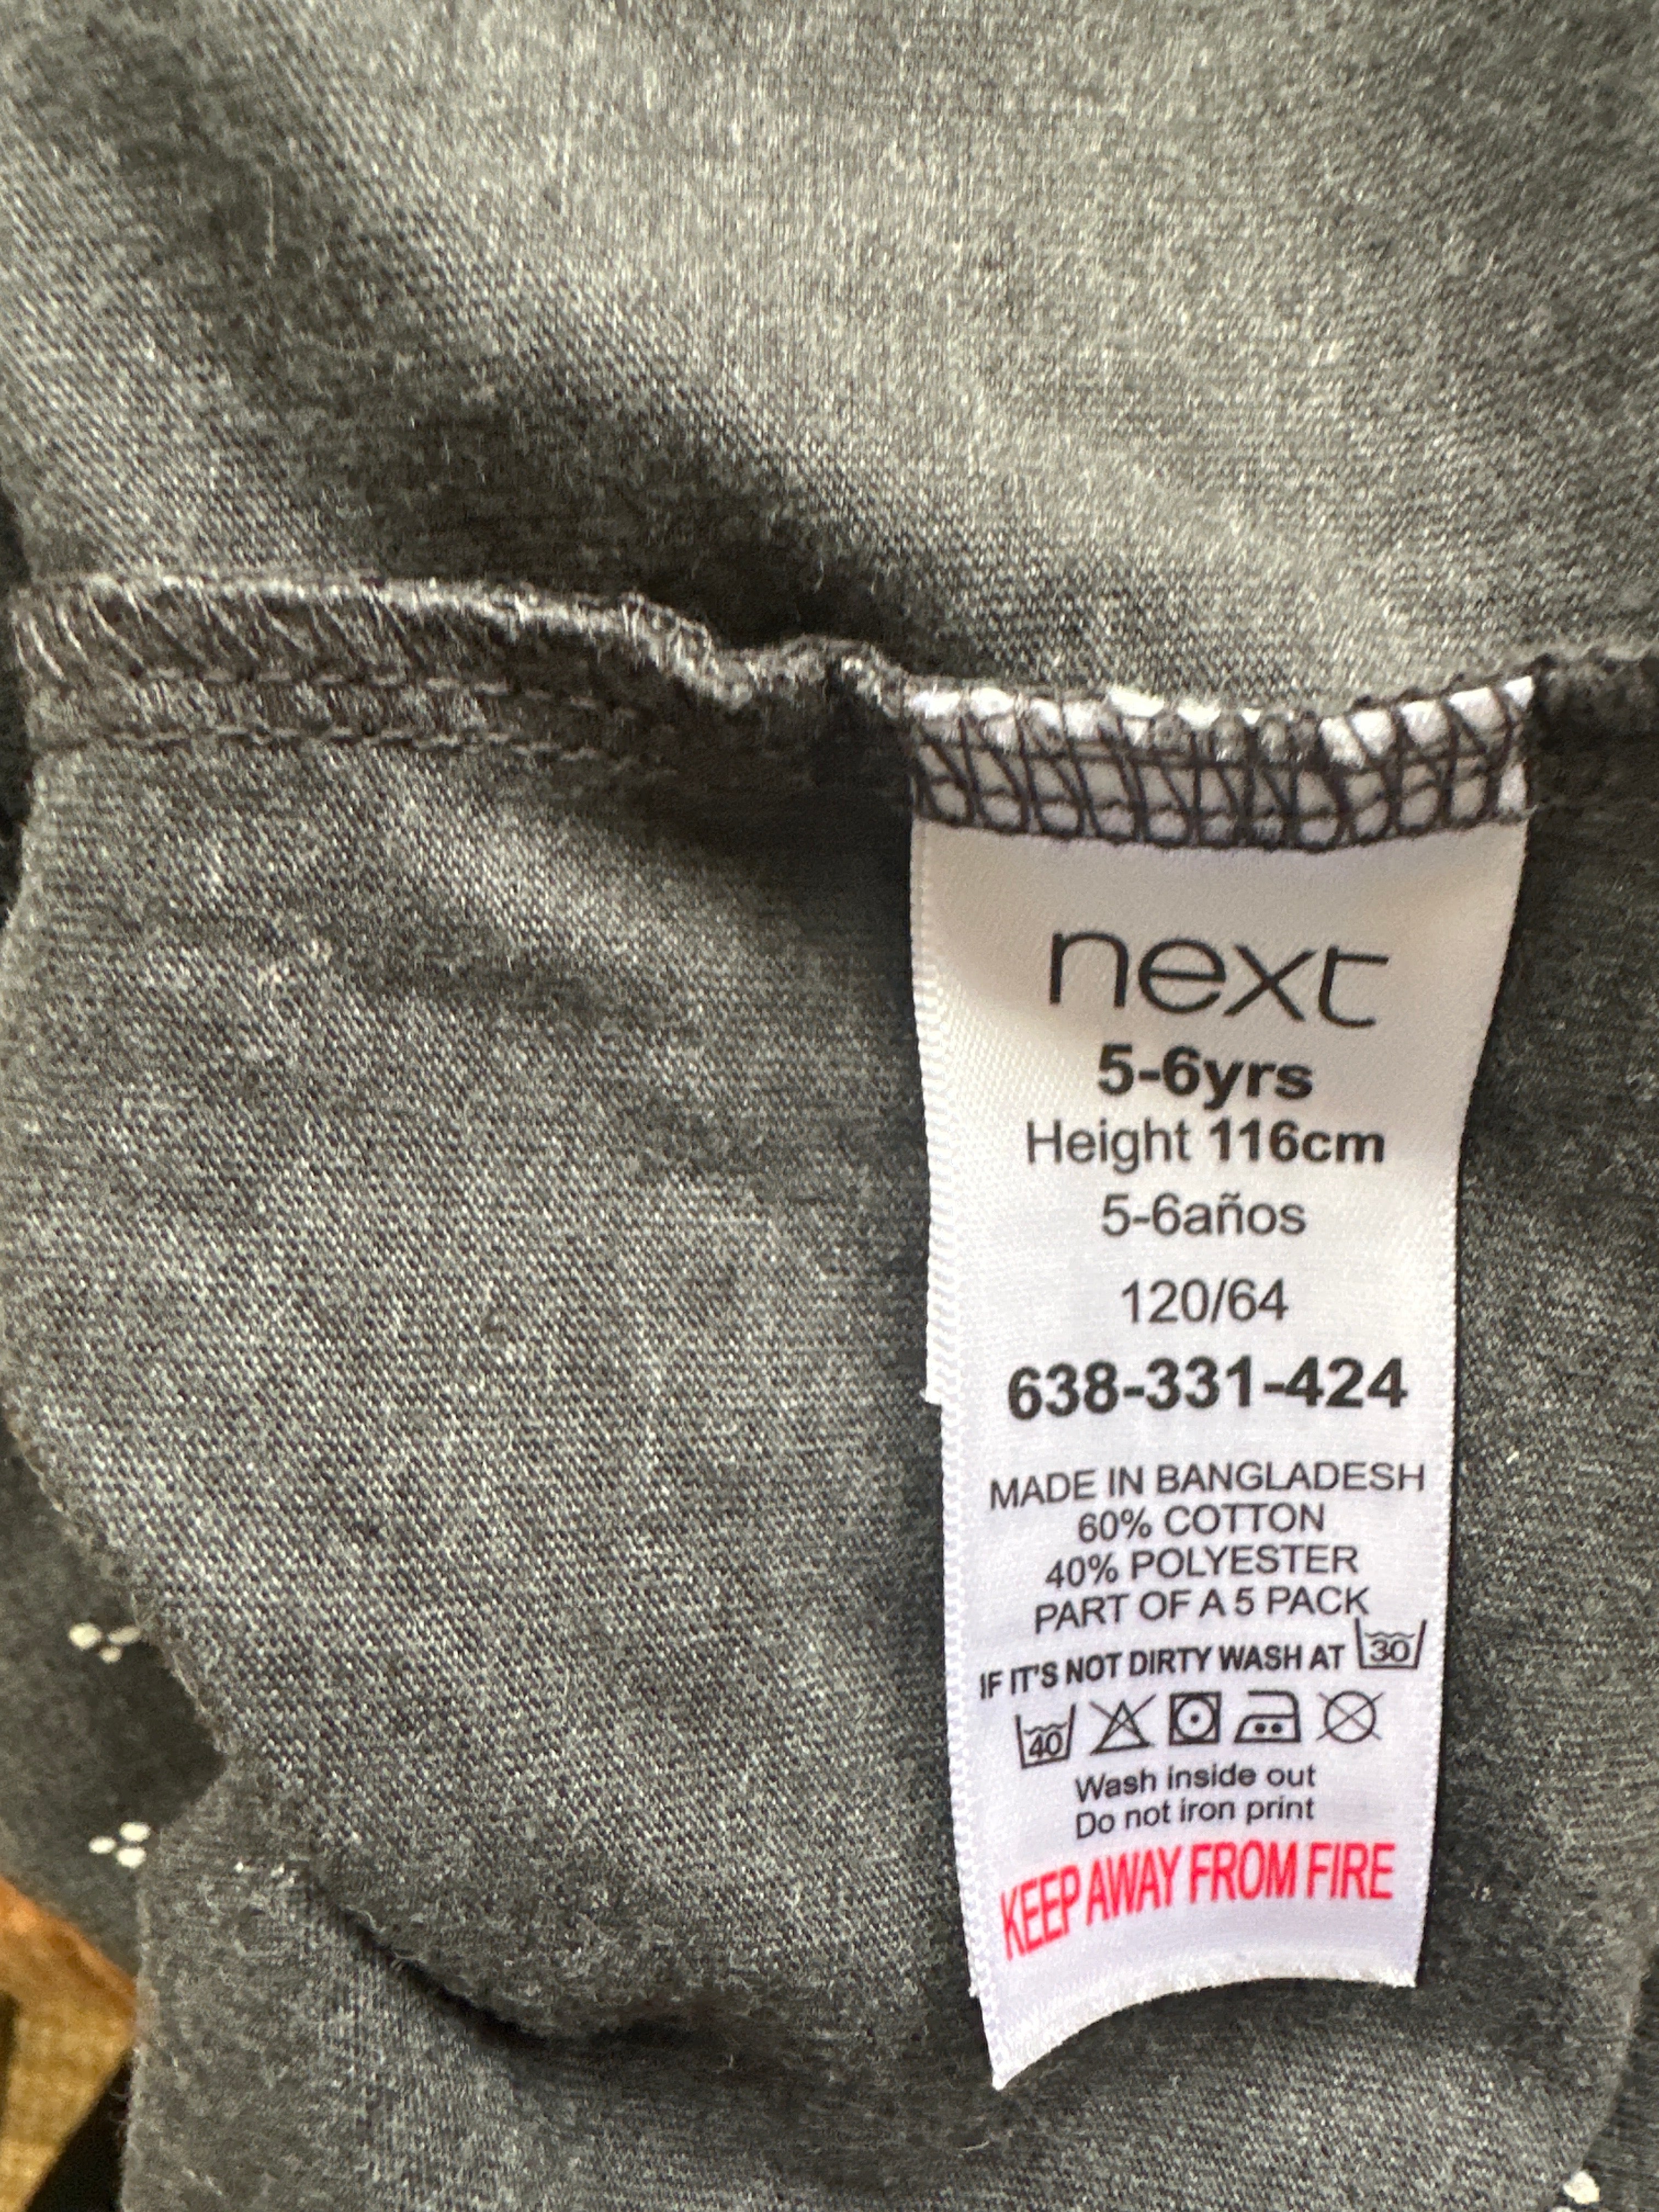 next
5-6yrs
Height 116cm
5-6años
120/64
638-331-424
MADE IN BANGLADESH
60% COTTON
40% POLYESTER
PART OF A 5 PACK
IF IT'S NOT DIRTY WASH AT 30
40
Wash inside out
Do not iron print
KEEP AWAY FROM FIRE